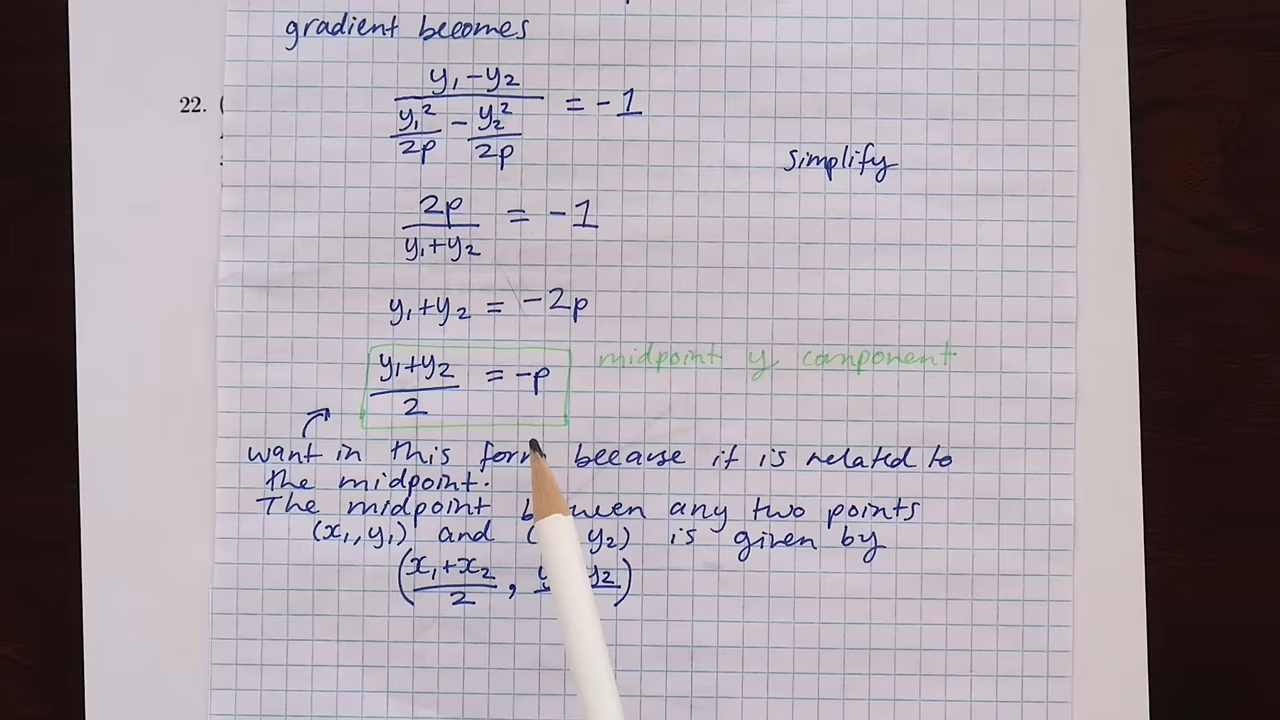 gradient becomes
y₁-y₂ / (y₁²/2p - y₂²/2p) = -1
22. (
simplify
2p / (y₁+y₂) = -1
y₁+y₂ = -2p
(y₁+y₂)/2 = -p
midpoint y component
want in this form because it is related to
the midpoint.
The midpoint between any two points
(x₁,y₁) and ( y₂) is given by
((x₁+x₂)/2, y₂)